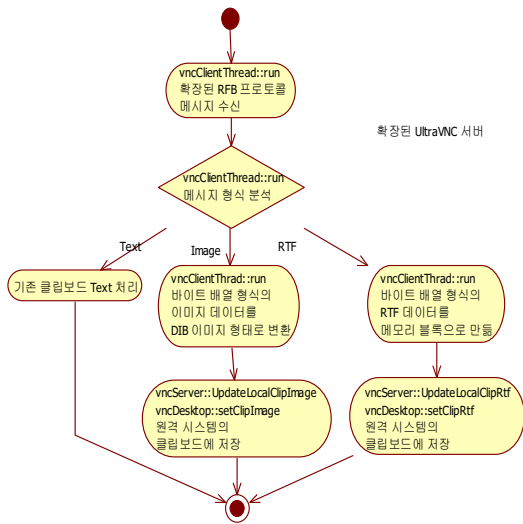 vncClientThread::run
확장된 RFB 프로토콜
메시지 수신
확장된 UltraVNC 서버
vncClientThread::run
메시지 형식 분석
Text
Image
RTF
기존 클립보드 Text 처리
vncClientThrad::run
바이트 배열 형식의
이미지 데이터를
DIB 이미지 형태로 변환
vncClientThrad::run
바이트 배열 형식의
RTF 데이터를
메모리 블록으로 만듦
vncServer::UpdateLocalClipImage
vncDesktop::setClipImage
원격 시스템의
클립보드에 저장
vncServer::UpdateLocalClipRtf
vncDesktop::setClipRtf
원격 시스템의
클립보드에 저장